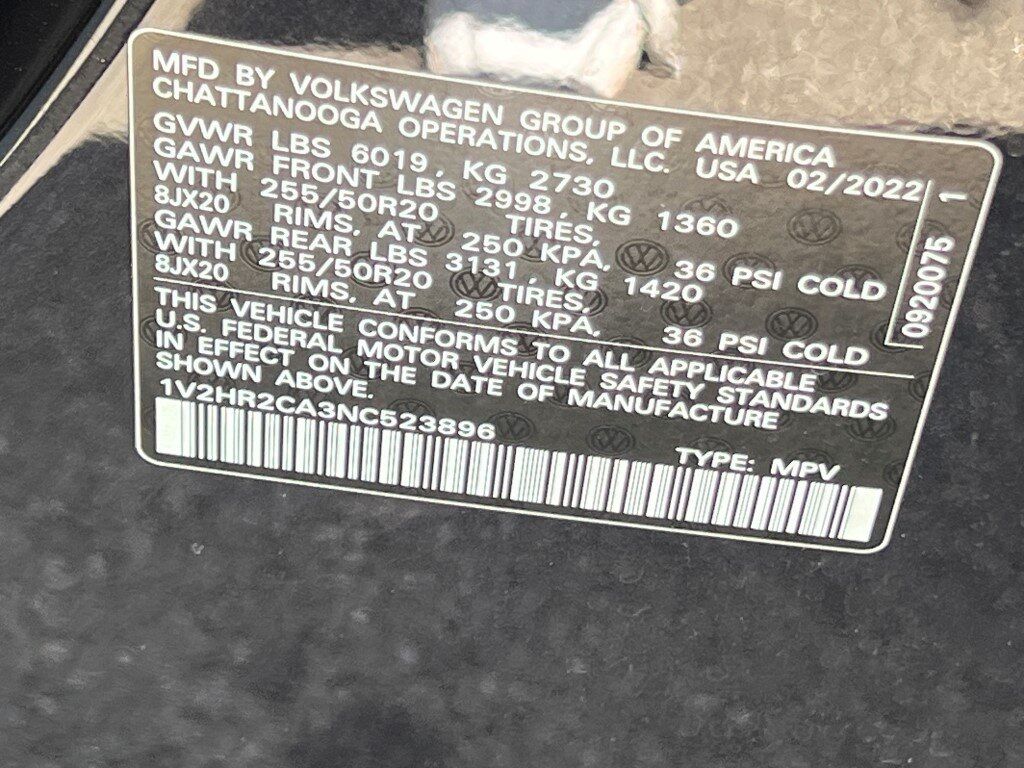 MFD BY VOLKSWAGEN GROUP OF AMERICA
CHATTANOOGA OPERATIONS, LLC. USA 02/2022
GVWR LBS 6019, KG 2730
GAWR FRONT LBS 2998, KG 1360
WITH 255/50R20 TIRES,
8JX20 RIMS, AT 250 KPA, 36 PSI COLD
GAWR REAR LBS 3131, KG 1420
WITH 255/50R20 TIRES,
8JX20 RIMS, AT 250 KPA, 36 PSI COLD
THIS VEHICLE CONFORMS TO ALL APPLICABLE
U.S. FEDERAL MOTOR VEHICLE SAFETY STANDARDS
IN EFFECT ON THE DATE OF MANUFACTURE
SHOWN ABOVE.
1V2HR2CA3NC523896 TYPE: MPV
0920075 1